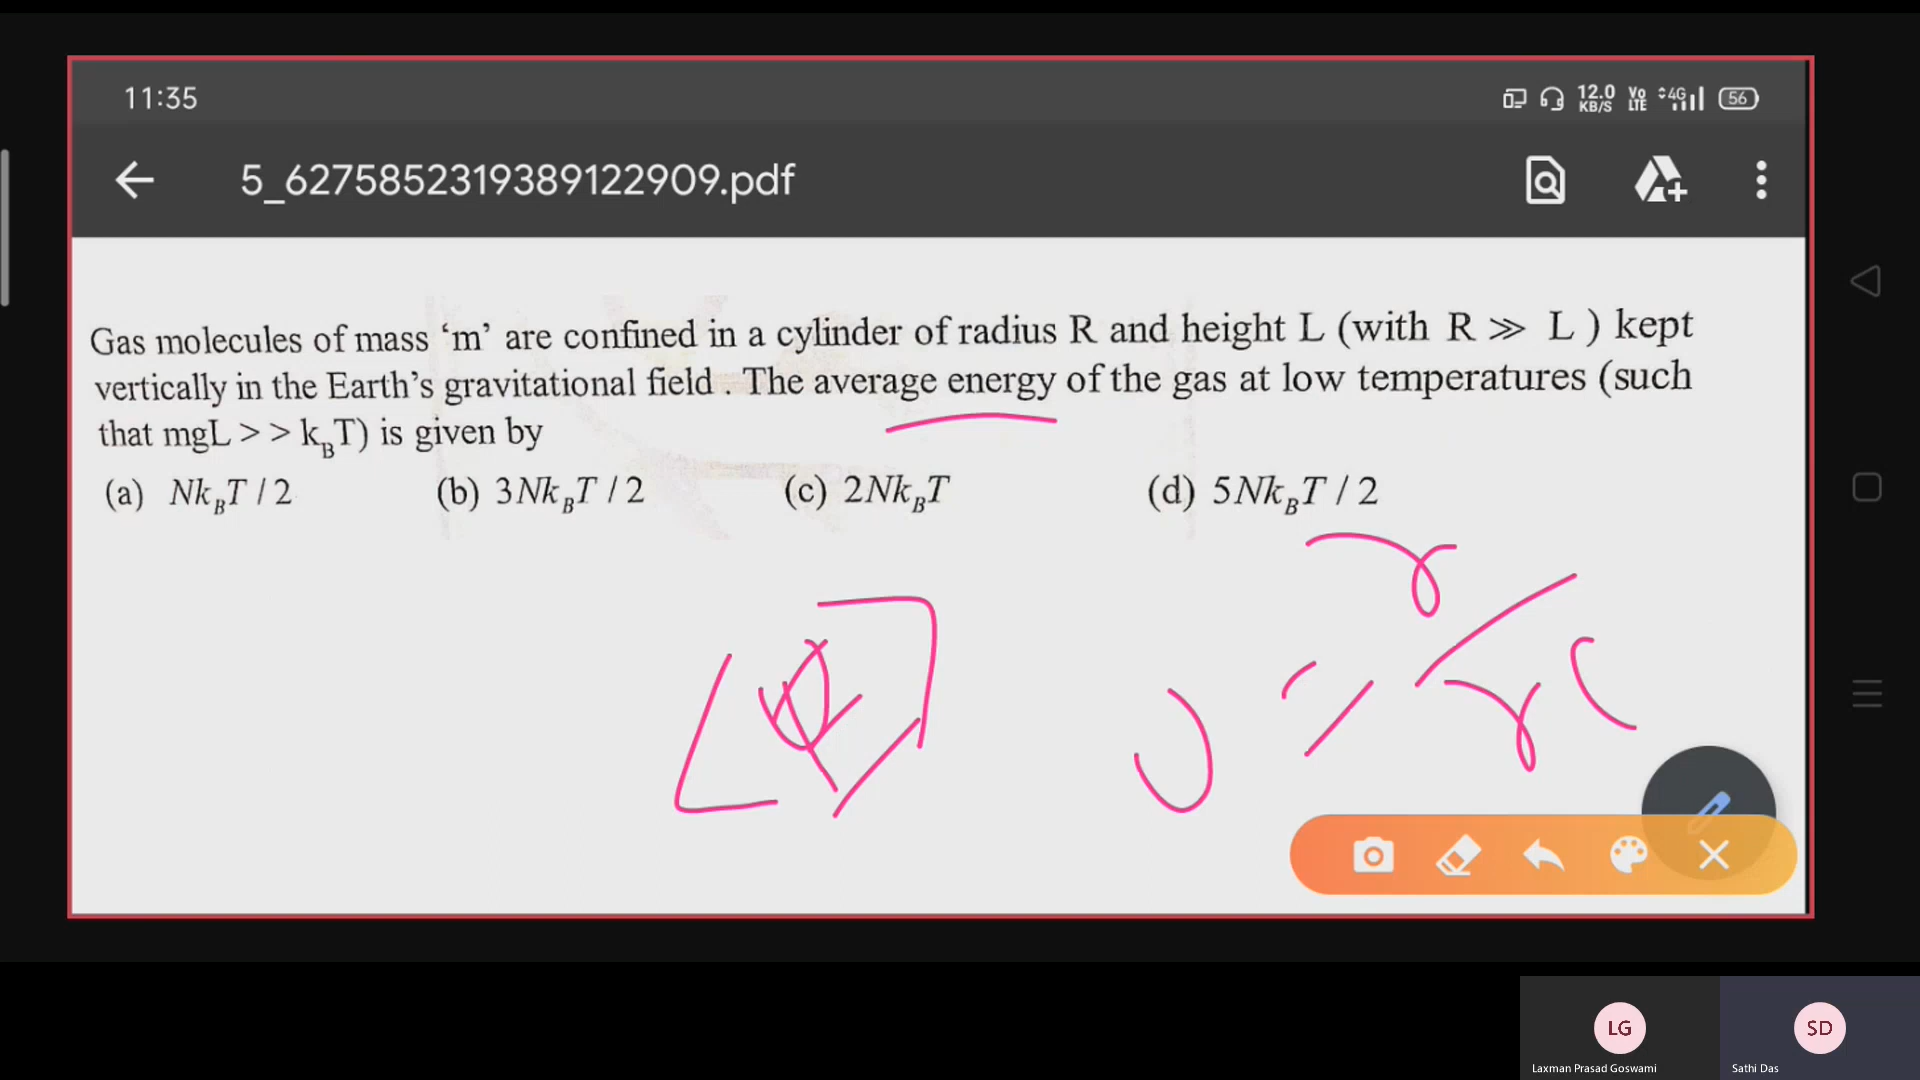 11:35
12.0 KB/S Vo LTE 4G 56
5_6275852319389122909.pdf
Gas molecules of mass ‘m’ are confined in a cylinder of radius R and height L (with R ≫ L ) kept
vertically in the Earth’s gravitational field . The average energy of the gas at low temperatures (such
that mgL > > k_BT) is given by
(a) Nk_BT / 2 (b) 3Nk_BT / 2 (c) 2Nk_BT (d) 5Nk_BT / 2
LG SD
Laxman Prasad Goswami Sathi Das